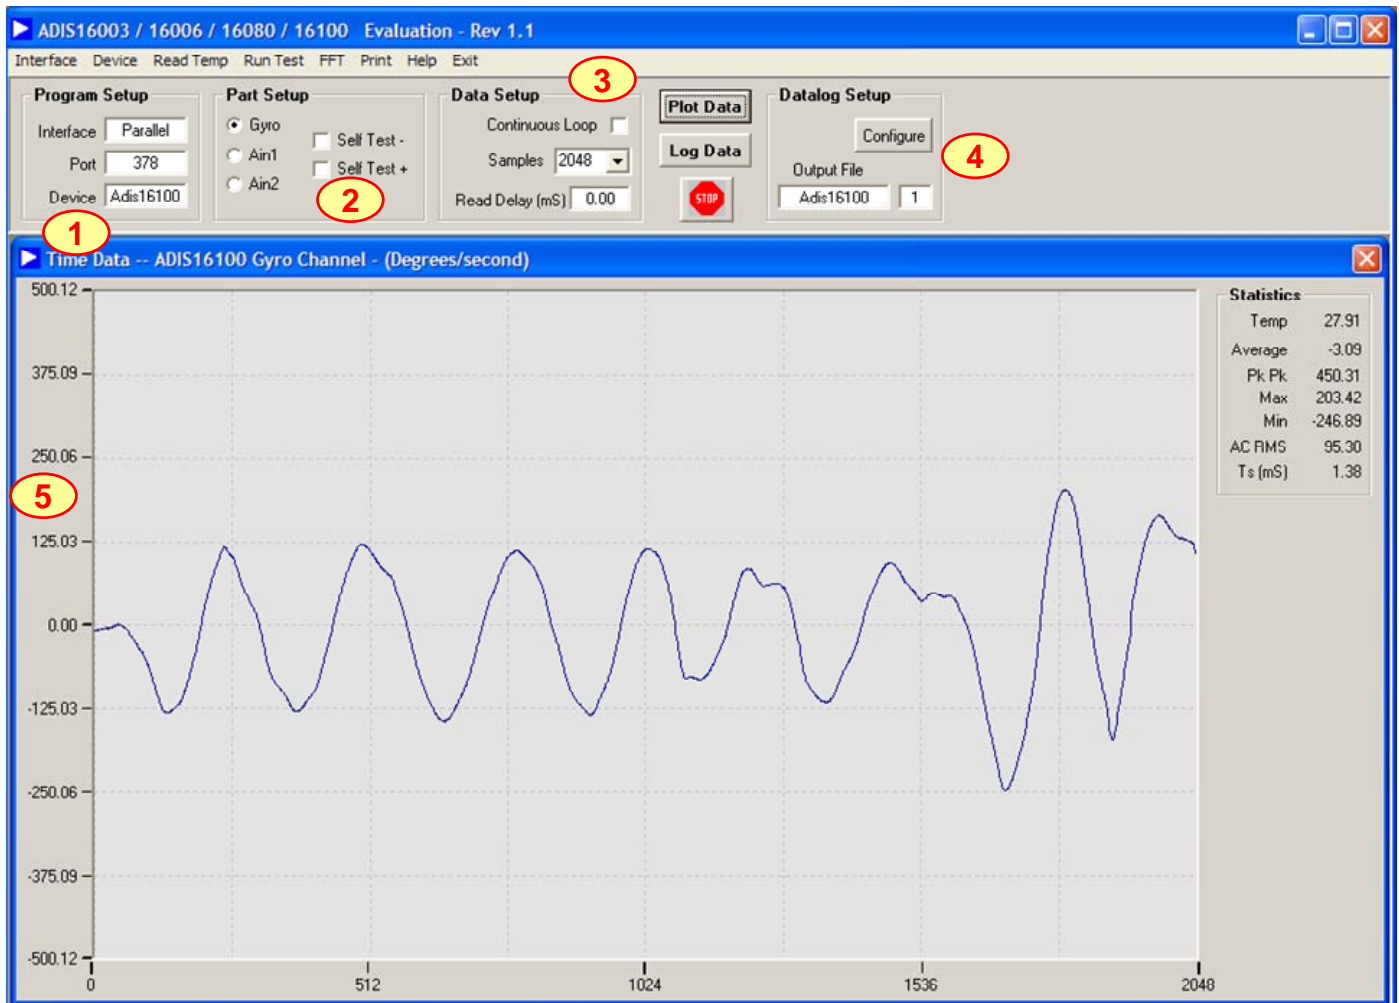 ADIS16003 / 16006 / 16080 / 16100 Evaluation - Rev 1.1
Interface Device Read Temp Run Test FFT Print Help Exit
3
Program Setup
Interface Parallel
Port 378
Device Adis16100
1
Part Setup
Gyro
Ain1
Ain2
Self Test -
Self Test +
2
Data Setup
Continuous Loop
Samples 2048
Read Delay (mS) 0.00
Plot Data
Log Data
STOP
Datalog Setup
Configure
4
Output File
Adis16100 1
Time Data -- ADIS16100 Gyro Channel - (Degrees/second)
500.12
375.09
250.06
5
125.03
0.00
-125.03
-250.06
-375.09
-500.12
0 512 1024 1536 2048
Statistics
Temp 27.91
Average -3.09
Pk Pk 450.31
Max 203.42
Min -246.89
AC RMS 95.30
Ts (mS) 1.38